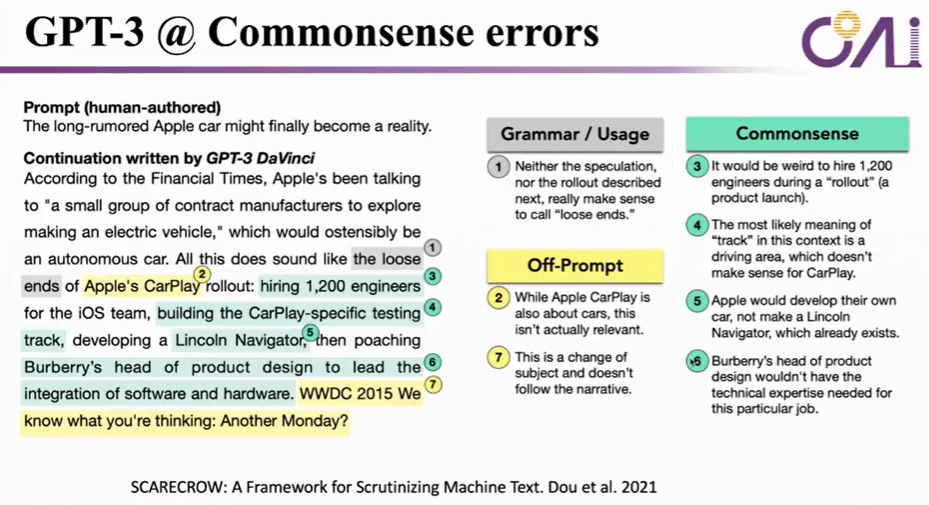 GPT-3 @ Commonsense errors
COAi
Prompt (human-authored)
The long-rumored Apple car might finally become a reality.
Continuation written by GPT-3 DaVinci
According to the Financial Times, Apple's been talking
to "a small group of contract manufacturers to explore
making an electric vehicle," which would ostensibly be
an autonomous car. All this does sound like the loose 1
ends of Apple's CarPlay 2 rollout: hiring 1,200 engineers 3
for the iOS team, building the CarPlay-specific testing 4
track, developing a Lincoln Navigator, 5 then poaching
Burberry's head of product design to lead the 6
integration of software and hardware. WWDC 2015 We 7
know what you're thinking: Another Monday?
Grammar / Usage
1 Neither the speculation,
nor the rollout described
next, really make sense
to call "loose ends."
Off-Prompt
2 While Apple CarPlay is
also about cars, this
isn't actually relevant.
7 This is a change of
subject and doesn't
follow the narrative.
Commonsense
3 It would be weird to hire 1,200
engineers during a "rollout" (a
product launch).
4 The most likely meaning of
"track" in this context is a
driving area, which doesn't
make sense for CarPlay.
5 Apple would develop their own
car, not make a Lincoln
Navigator, which already exists.
6 Burberry's head of product
design wouldn't have the
technical expertise needed for
this particular job.
SCARECROW: A Framework for Scrutinizing Machine Text. Dou et al. 2021